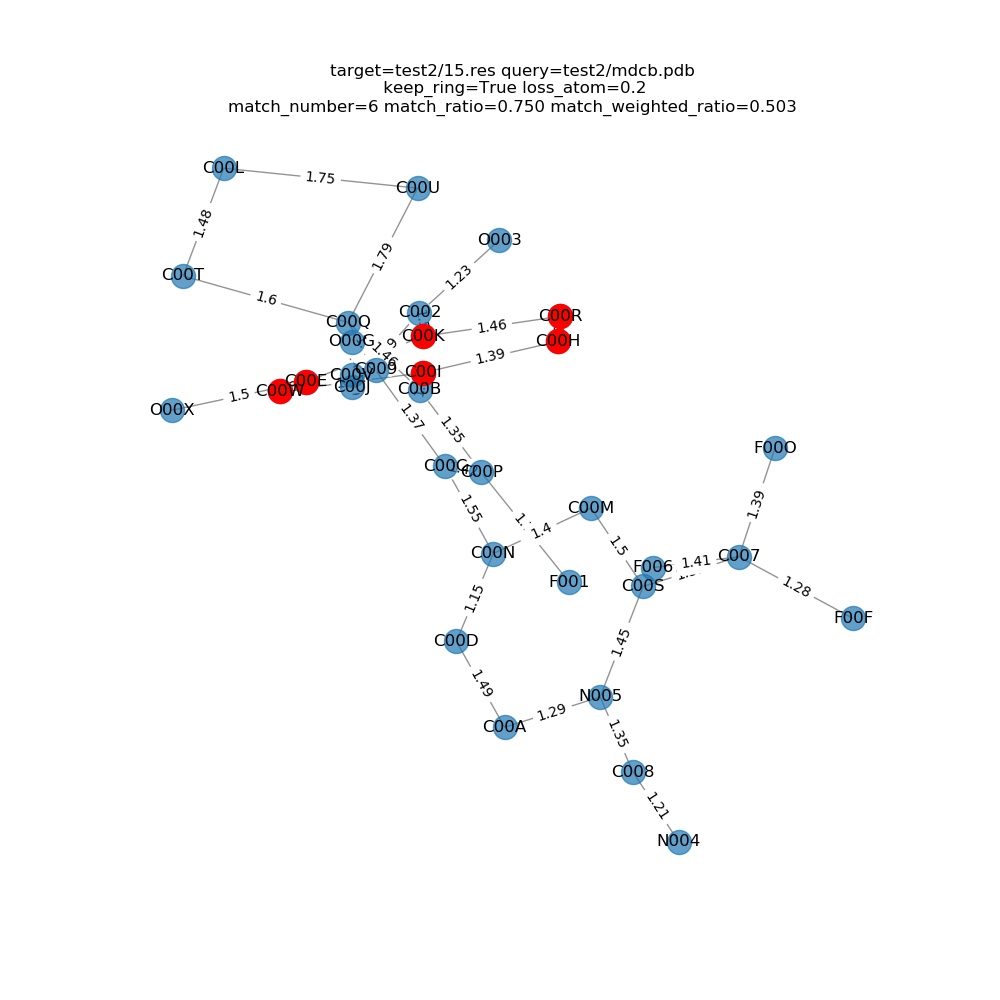 target=test2/15.res query=test2/mdcb.pdb
keep_ring=True loss_atom=0.2
match_number=6 match_ratio=0.750 match_weighted_ratio=0.503
C00L
1.75
C00U
1.48
O003
1.79
1.23
C00T
1.6
C002
C00R
C00Q
1.46
C00K
O00G
C00H
1.46
1.39
C009
C00I
C00V
C00E
C00J
C00B
C00W
1.5
O00X
1.37
1.35
F00O
C00C
C00P
1.39
1.55
C00M
1.4
1.5
C00N
C007
1.41
F006
F001
C00S
1.28
1.15
F00F
C00D
1.45
1.49
N005
1.29
C00A
1.35
C008
1.21
N004